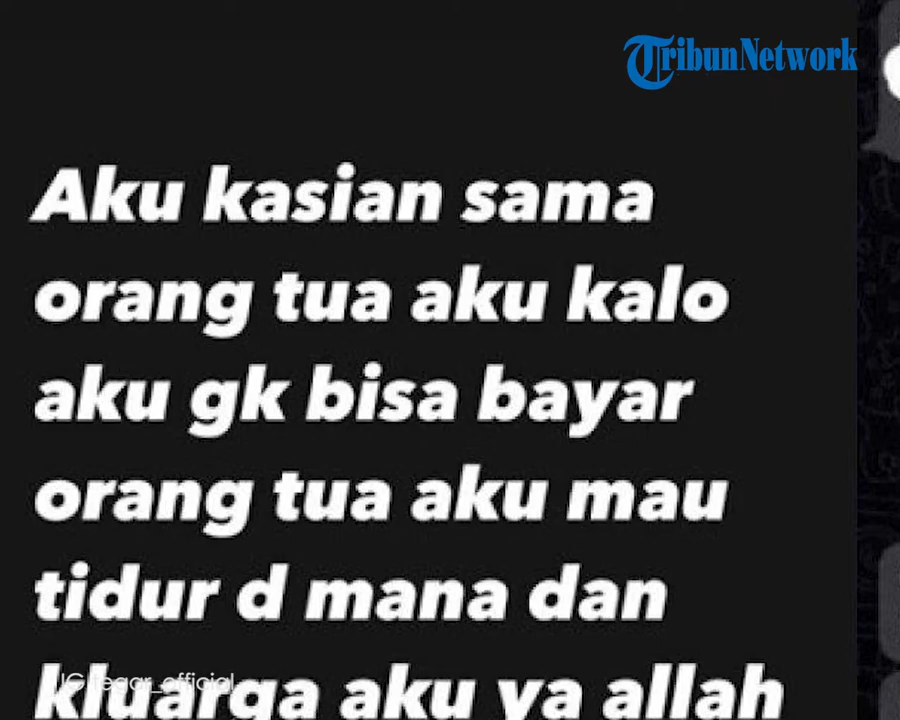 TribunNetwork
Aku kasian sama
orang tua aku kalo
aku gk bisa bayar
orang tua aku mau
tidur d mana dan
kluarga aku ya allah